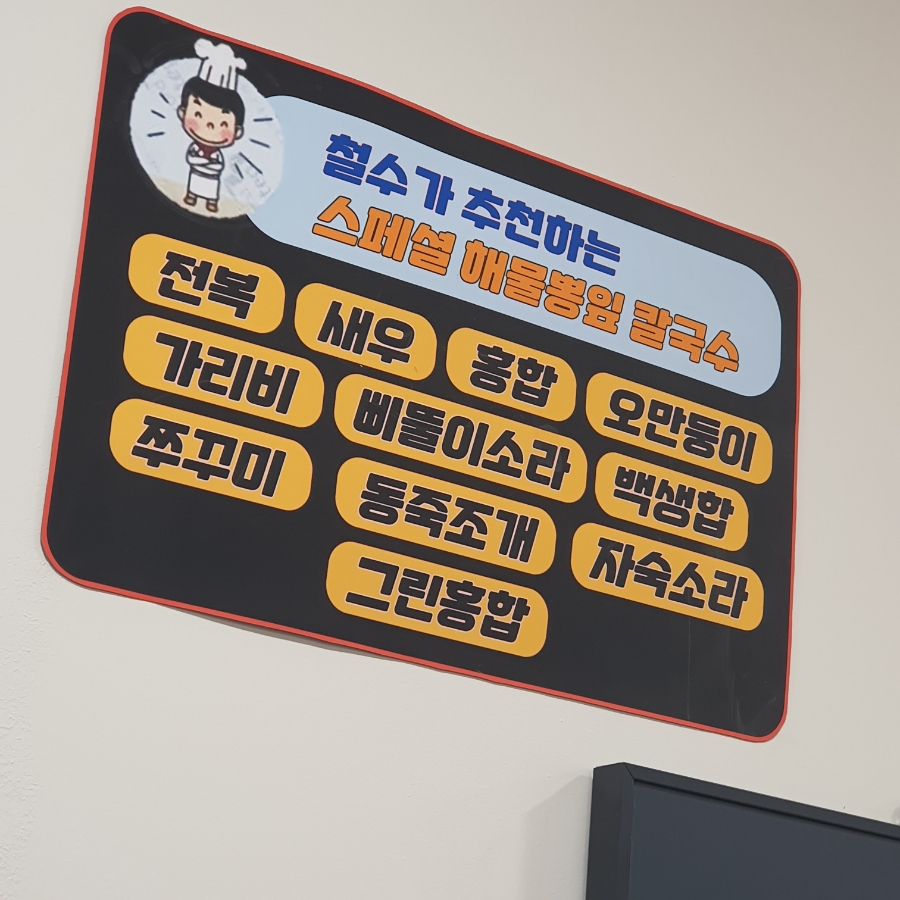 철수가 추천하는
스페셜 해물뽕잎 칼국수
전복 새우 홍합 오만둥이
가리비 삐뚤이소라 백생합
쭈꾸미 동죽조개 자숙소라
그린홍합